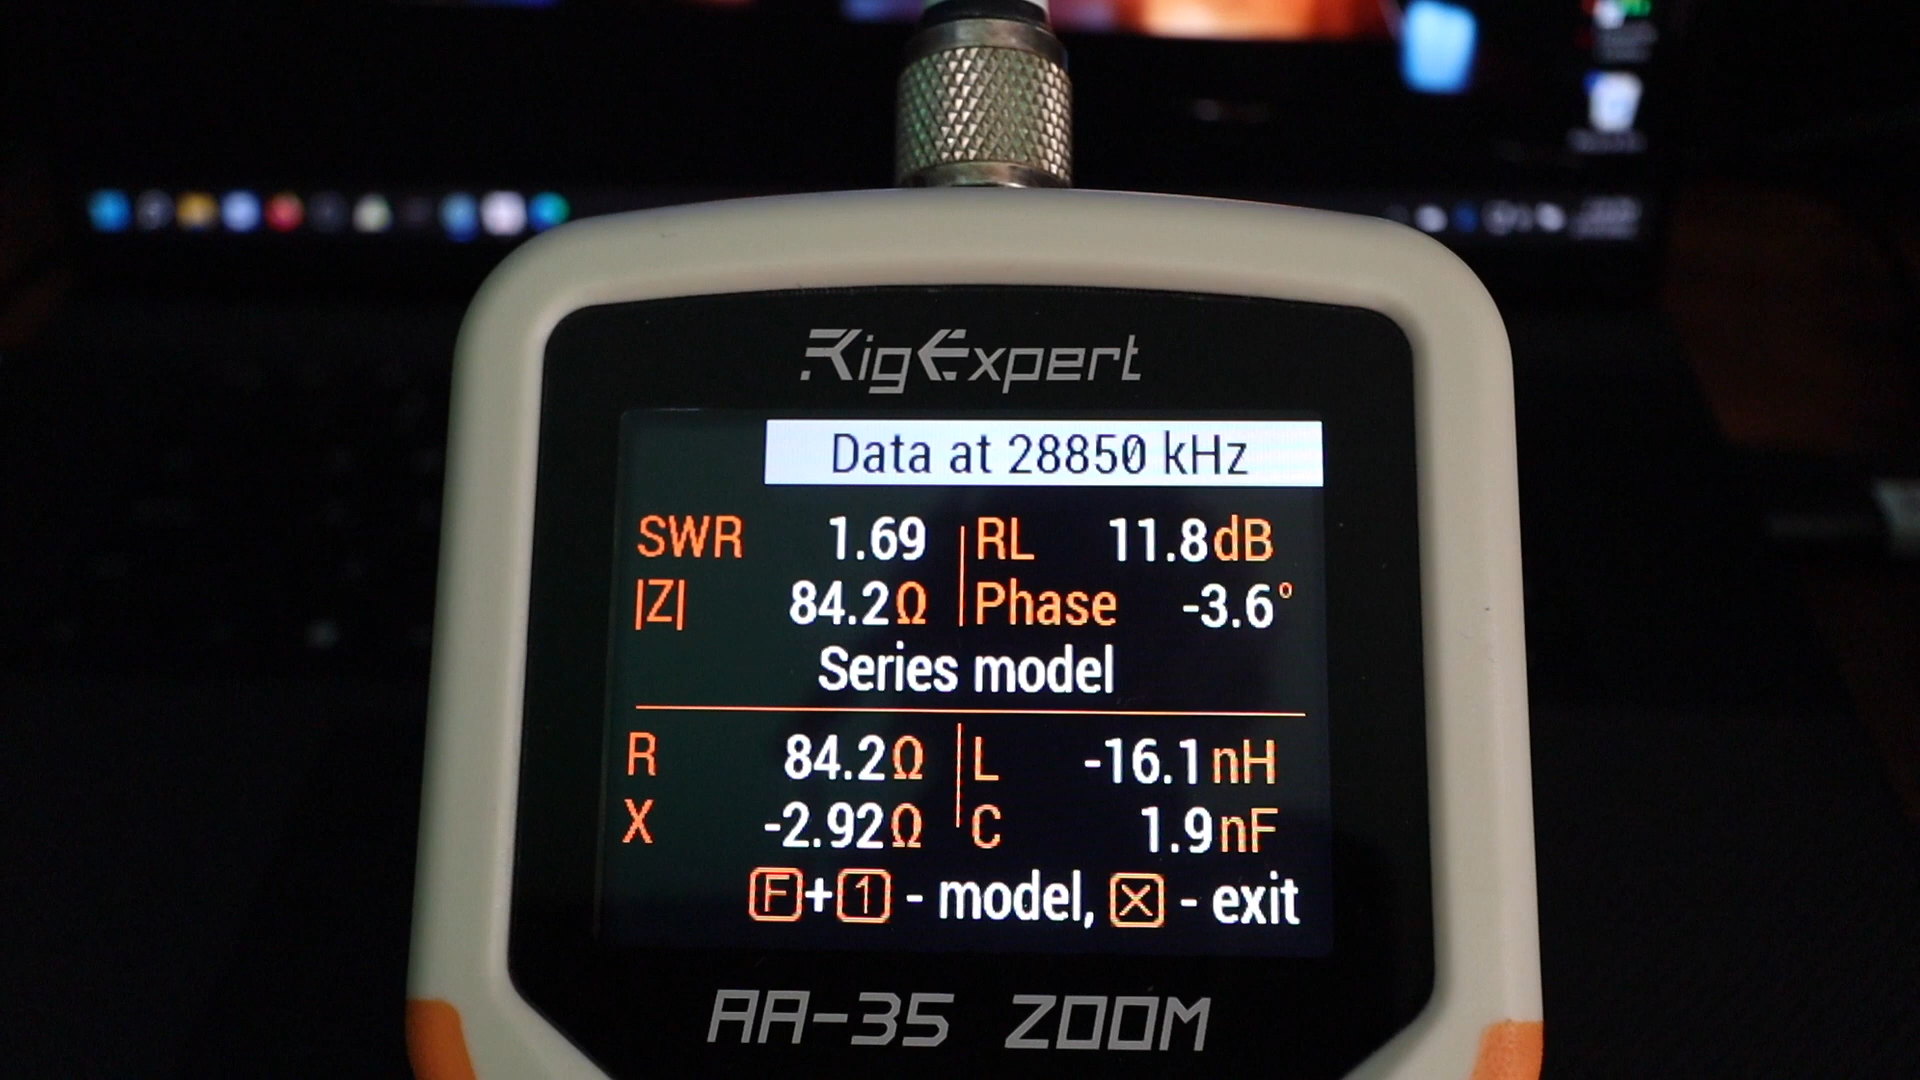 RigExpert
Data at 28850 kHz
SWR 1.69 RL 11.8dB
|Z| 84.2Ω Phase -3.6°
Series model
R 84.2Ω L -16.1nH
X -2.92Ω C 1.9nF
F+1 - model, X - exit
AA-35 ZOOM